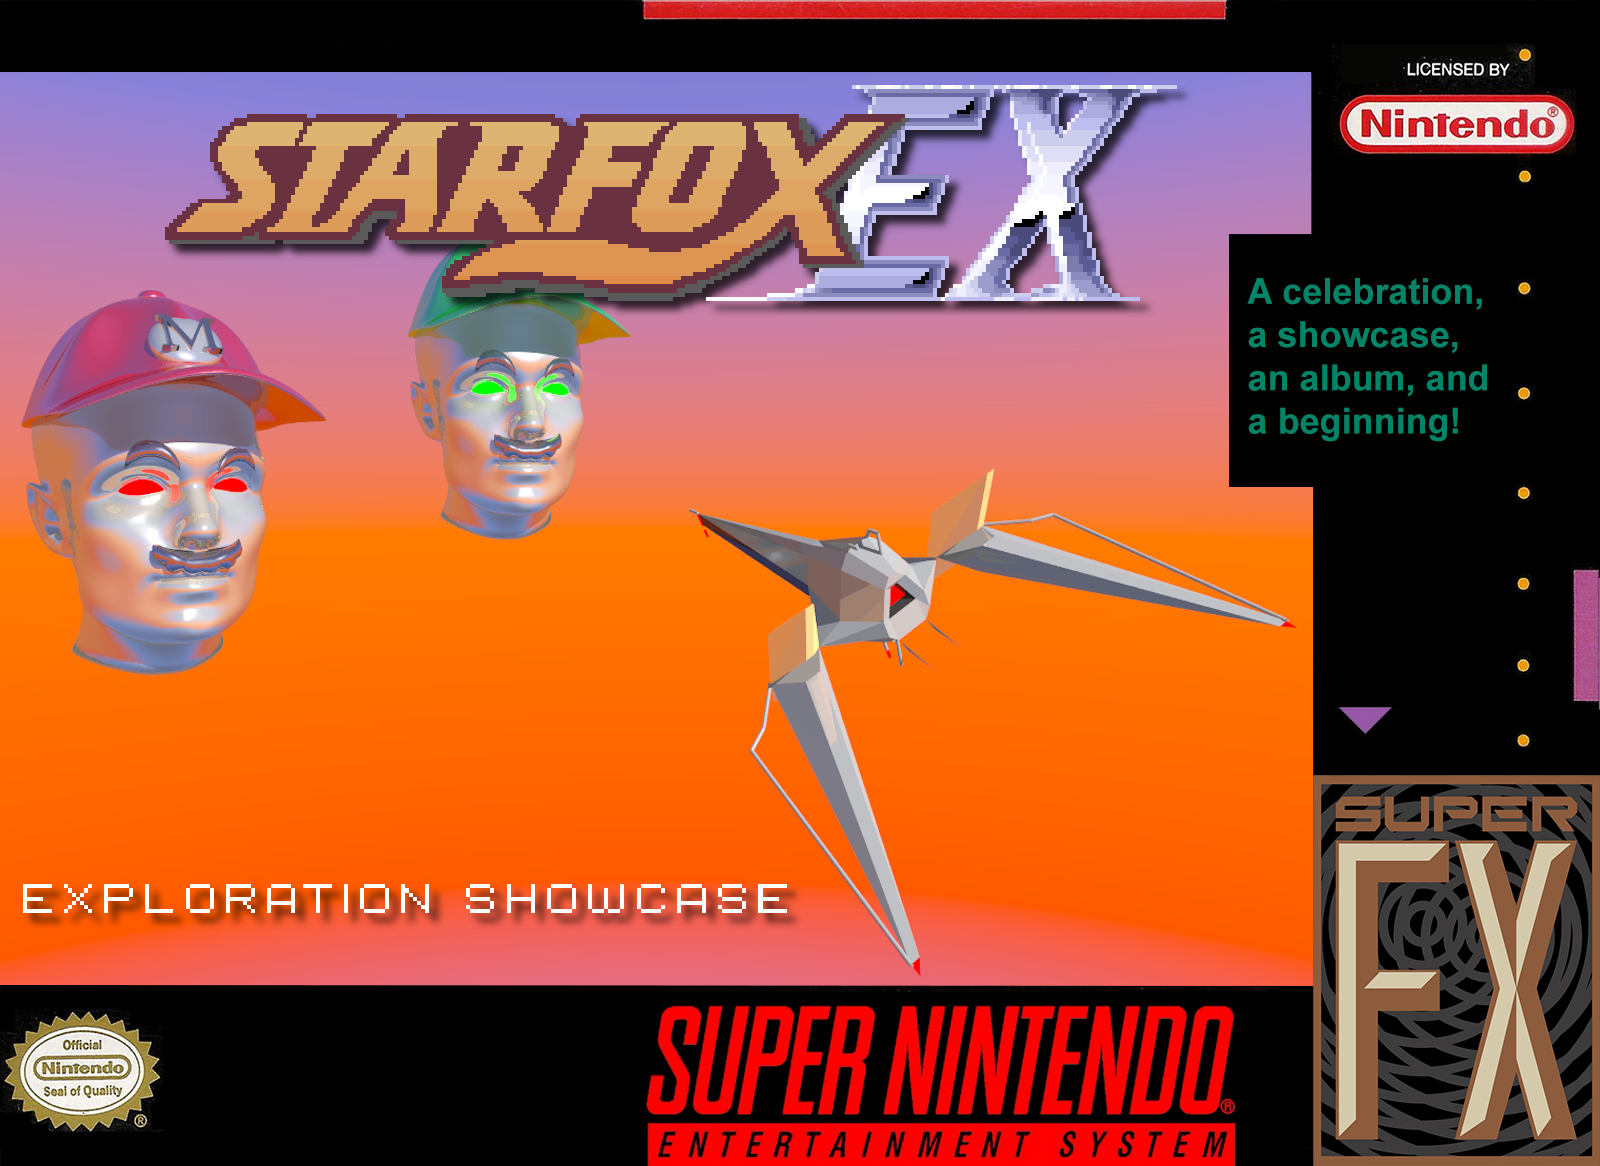 LICENSED BY
Nintendo®
STARFOX EX
M
A celebration,
a showcase,
an album, and
a beginning!
EXPLORATION SHOWCASE
SUPER
FX
Official
Nintendo
Seal of Quality
®
SUPER NINTENDO®
ENTERTAINMENT SYSTEM